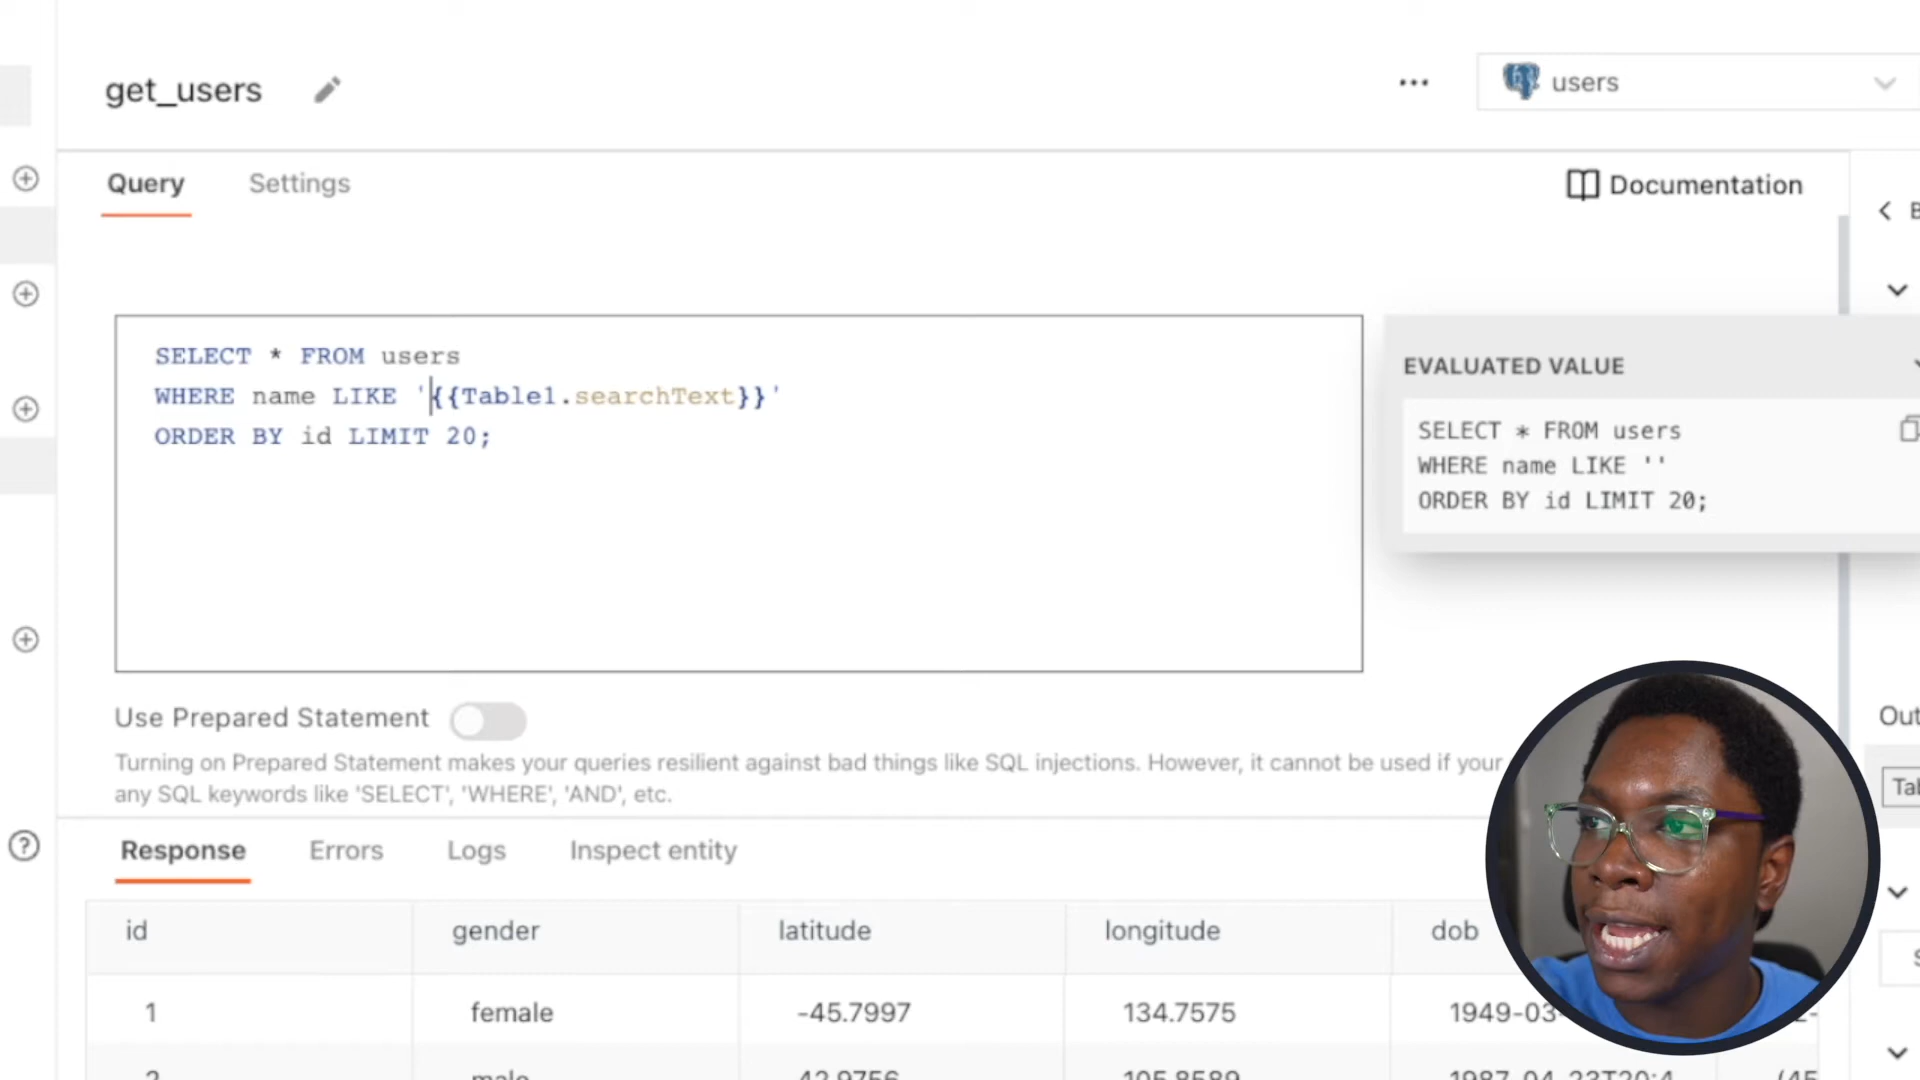 get_users
users
Query
Settings
Documentation
SELECT * FROM users
WHERE name LIKE '{{Table1.searchText}}'
ORDER BY id LIMIT 20;
EVALUATED VALUE
SELECT * FROM users
WHERE name LIKE ''
ORDER BY id LIMIT 20;
Use Prepared Statement
Turning on Prepared Statement makes your queries resilient against bad things like SQL injections. However, it cannot be used if your
any SQL keywords like 'SELECT', 'WHERE', 'AND', etc.
Response
Errors
Logs
Inspect entity
id gender latitude longitude dob
1 female -45.7997 134.7575 1949-03-